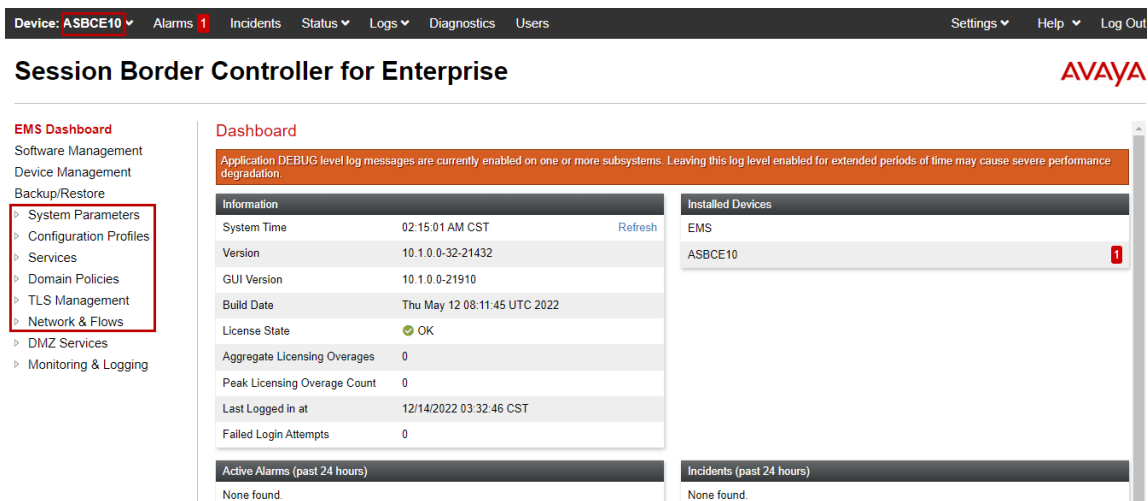 Device: ASBCE10 Alarms 1 Incidents Status Logs Diagnostics Users Settings Help Log Out
Session Border Controller for Enterprise
AVAYA
EMS Dashboard
Software Management
Device Management
Backup/Restore
System Parameters
Configuration Profiles
Services
Domain Policies
TLS Management
Network & Flows
DMZ Services
Monitoring & Logging
Dashboard
Application DEBUG level log messages are currently enabled on one or more subsystems. Leaving this log level enabled for extended periods of time may cause severe performance
degradation.
Information
System Time 02:15:01 AM CST Refresh
Version 10.1.0.0-32-21432
GUI Version 10.1.0.0-21910
Build Date Thu May 12 08:11:45 UTC 2022
License State OK
Aggregate Licensing Overages 0
Peak Licensing Overage Count 0
Last Logged in at 12/14/2022 03:32:46 CST
Failed Login Attempts 0
Installed Devices
EMS
ASBCE10 1
Active Alarms (past 24 hours)
None found.
Incidents (past 24 hours)
None found.